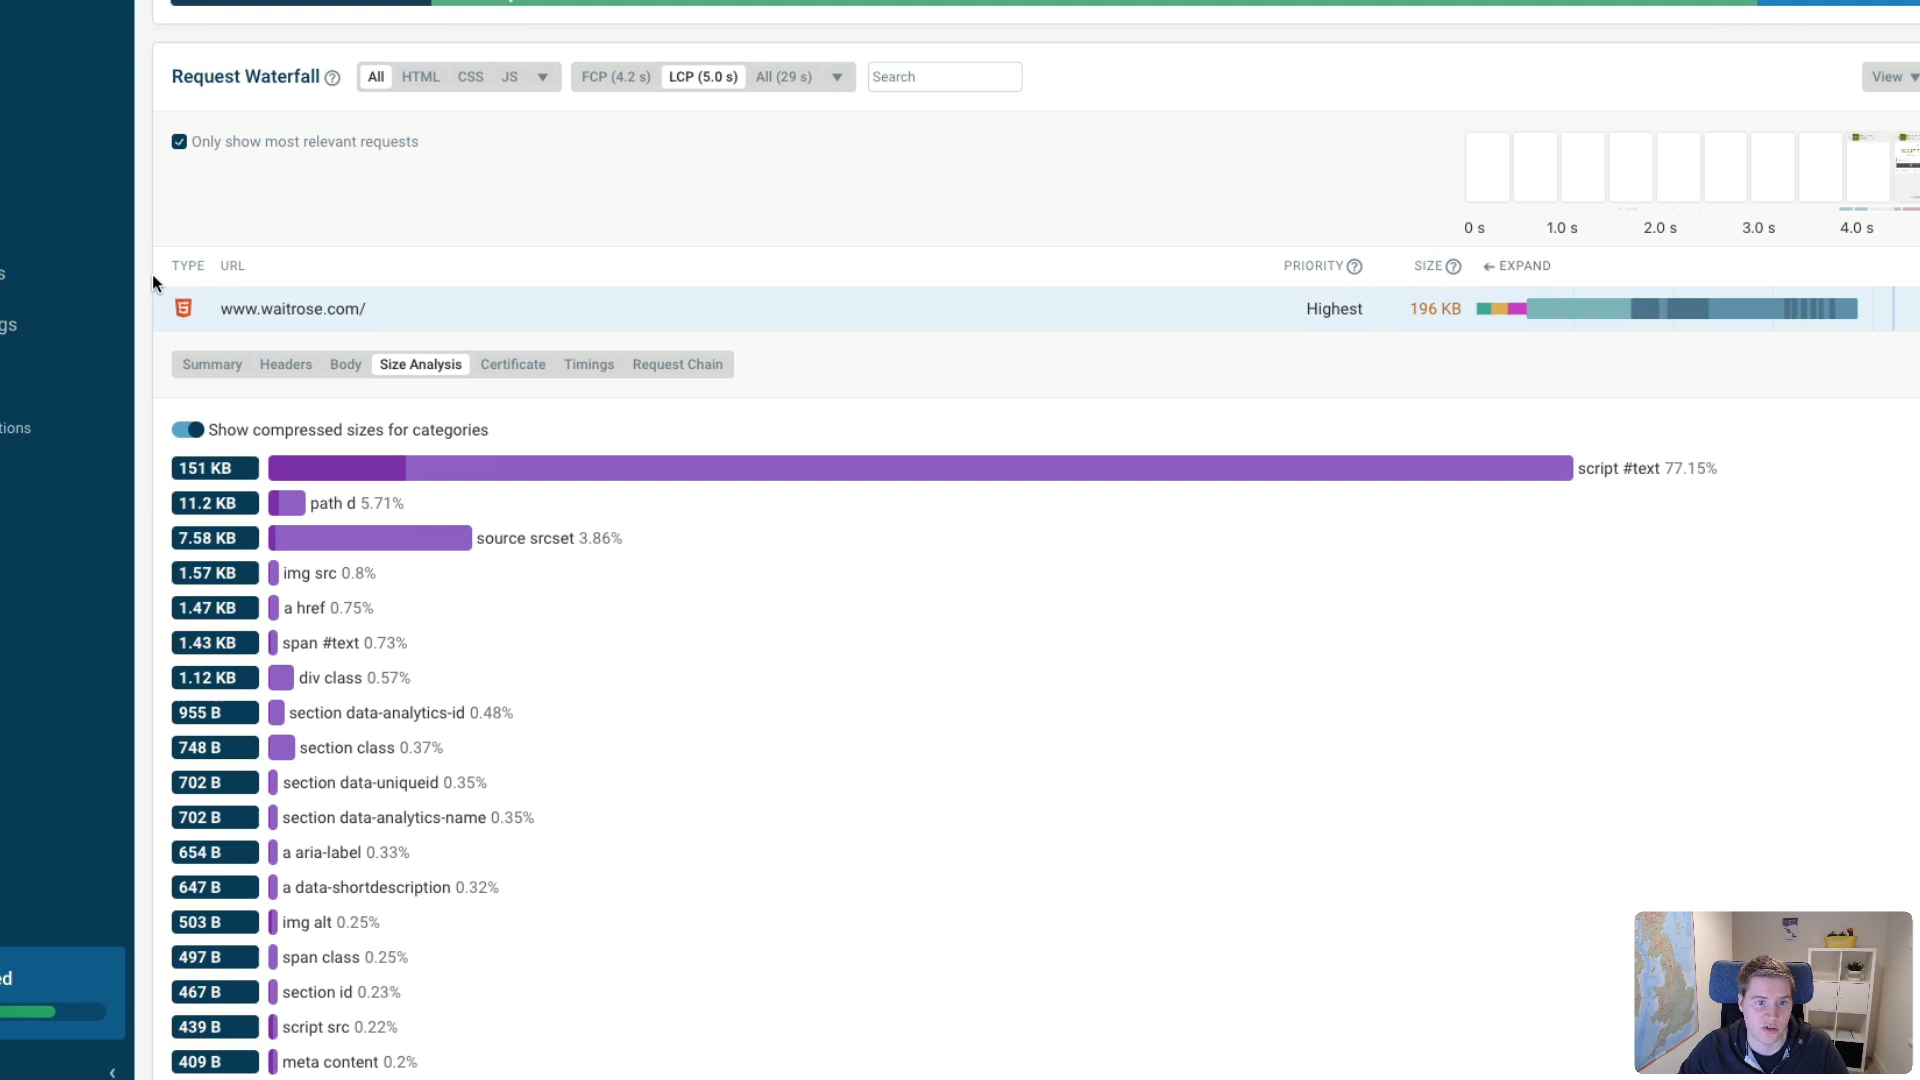 Request Waterfall ? All HTML CSS JS ▼ FCP (4.2 s) LCP (5.0 s) All (29 s) ▼ Search View ▼
Only show most relevant requests
0 s 1.0 s 2.0 s 3.0 s 4.0 s
TYPE URL PRIORITY ? SIZE ? ← EXPAND
s
5 www.waitrose.com/ Highest 196 KB
gs
Summary Headers Body Size Analysis Certificate Timings Request Chain
tions
Show compressed sizes for categories
151 KB script #text 77.15%
11.2 KB path d 5.71%
7.58 KB source srcset 3.86%
1.57 KB img src 0.8%
1.47 KB a href 0.75%
1.43 KB span #text 0.73%
1.12 KB div class 0.57%
955 B section data-analytics-id 0.48%
748 B section class 0.37%
702 B section data-uniqueid 0.35%
702 B section data-analytics-name 0.35%
654 B a aria-label 0.33%
647 B a data-shortdescription 0.32%
503 B img alt 0.25%
497 B span class 0.25%
ed
467 B section id 0.23%
439 B script src 0.22%
409 B meta content 0.2%